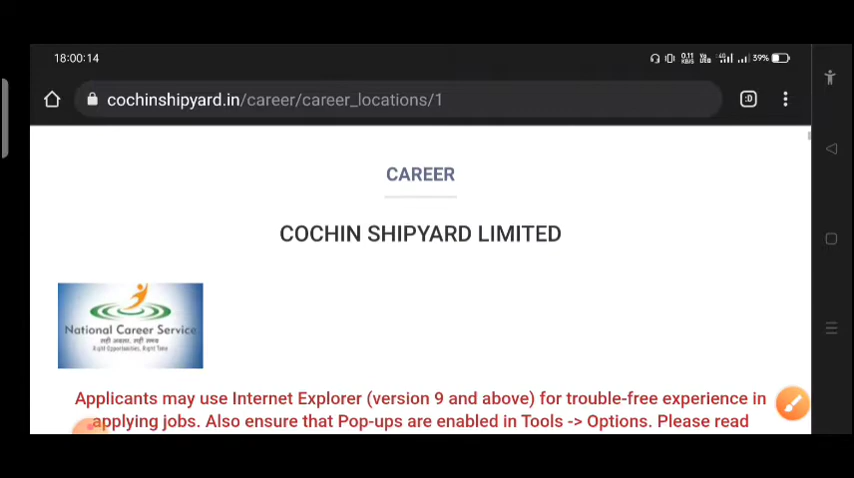 18:00:14
39%
cochinshipyard.in/career/career_locations/1
:D
CAREER
COCHIN SHIPYARD LIMITED
National Career Service
Applicants may use Internet Explorer (version 9 and above) for trouble-free experience in
applying jobs. Also ensure that Pop-ups are enabled in Tools -> Options. Please read